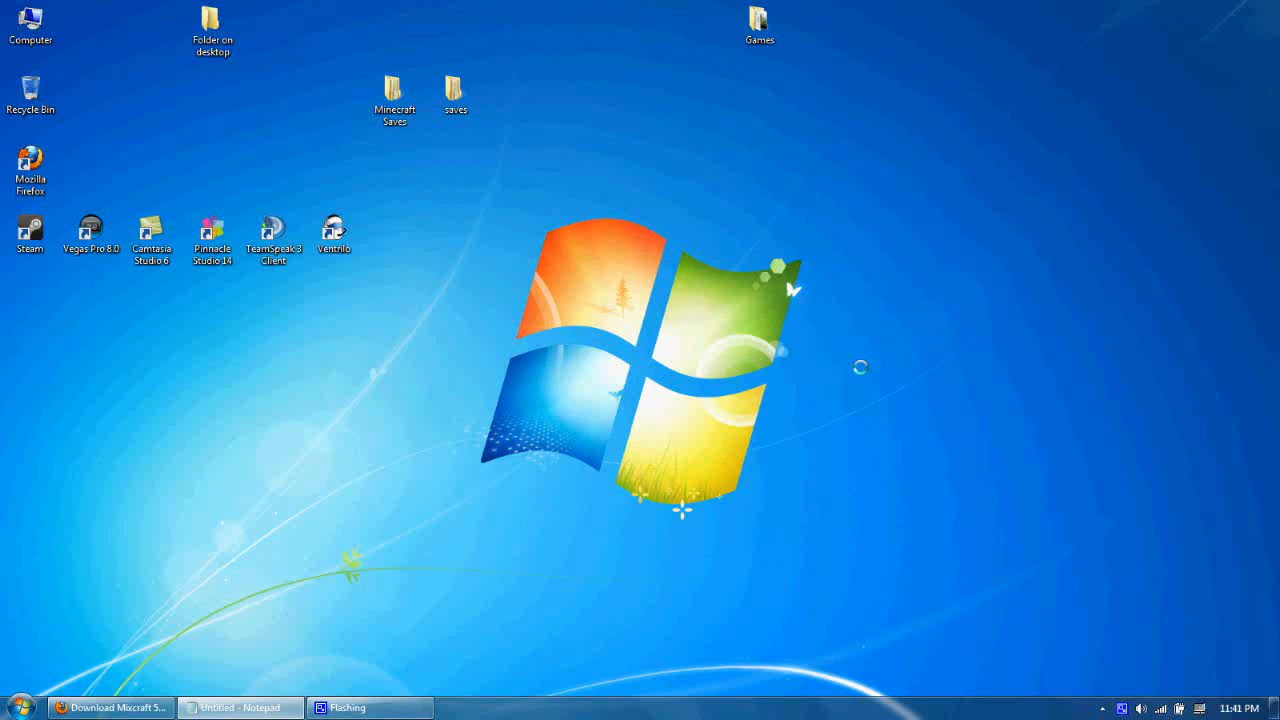 Computer
Folder on
desktop
Games
Recycle Bin
Minecraft
Saves
saves
Mozilla
Firefox
Steam
Vegas Pro 8.0
Camtasia
Studio 6
Pinnacle
Studio 14
TeamSpeak 3
Client
Ventrilo
Download Mixcraft 5...
Untitled - Notepad
Flashing
11:41 PM